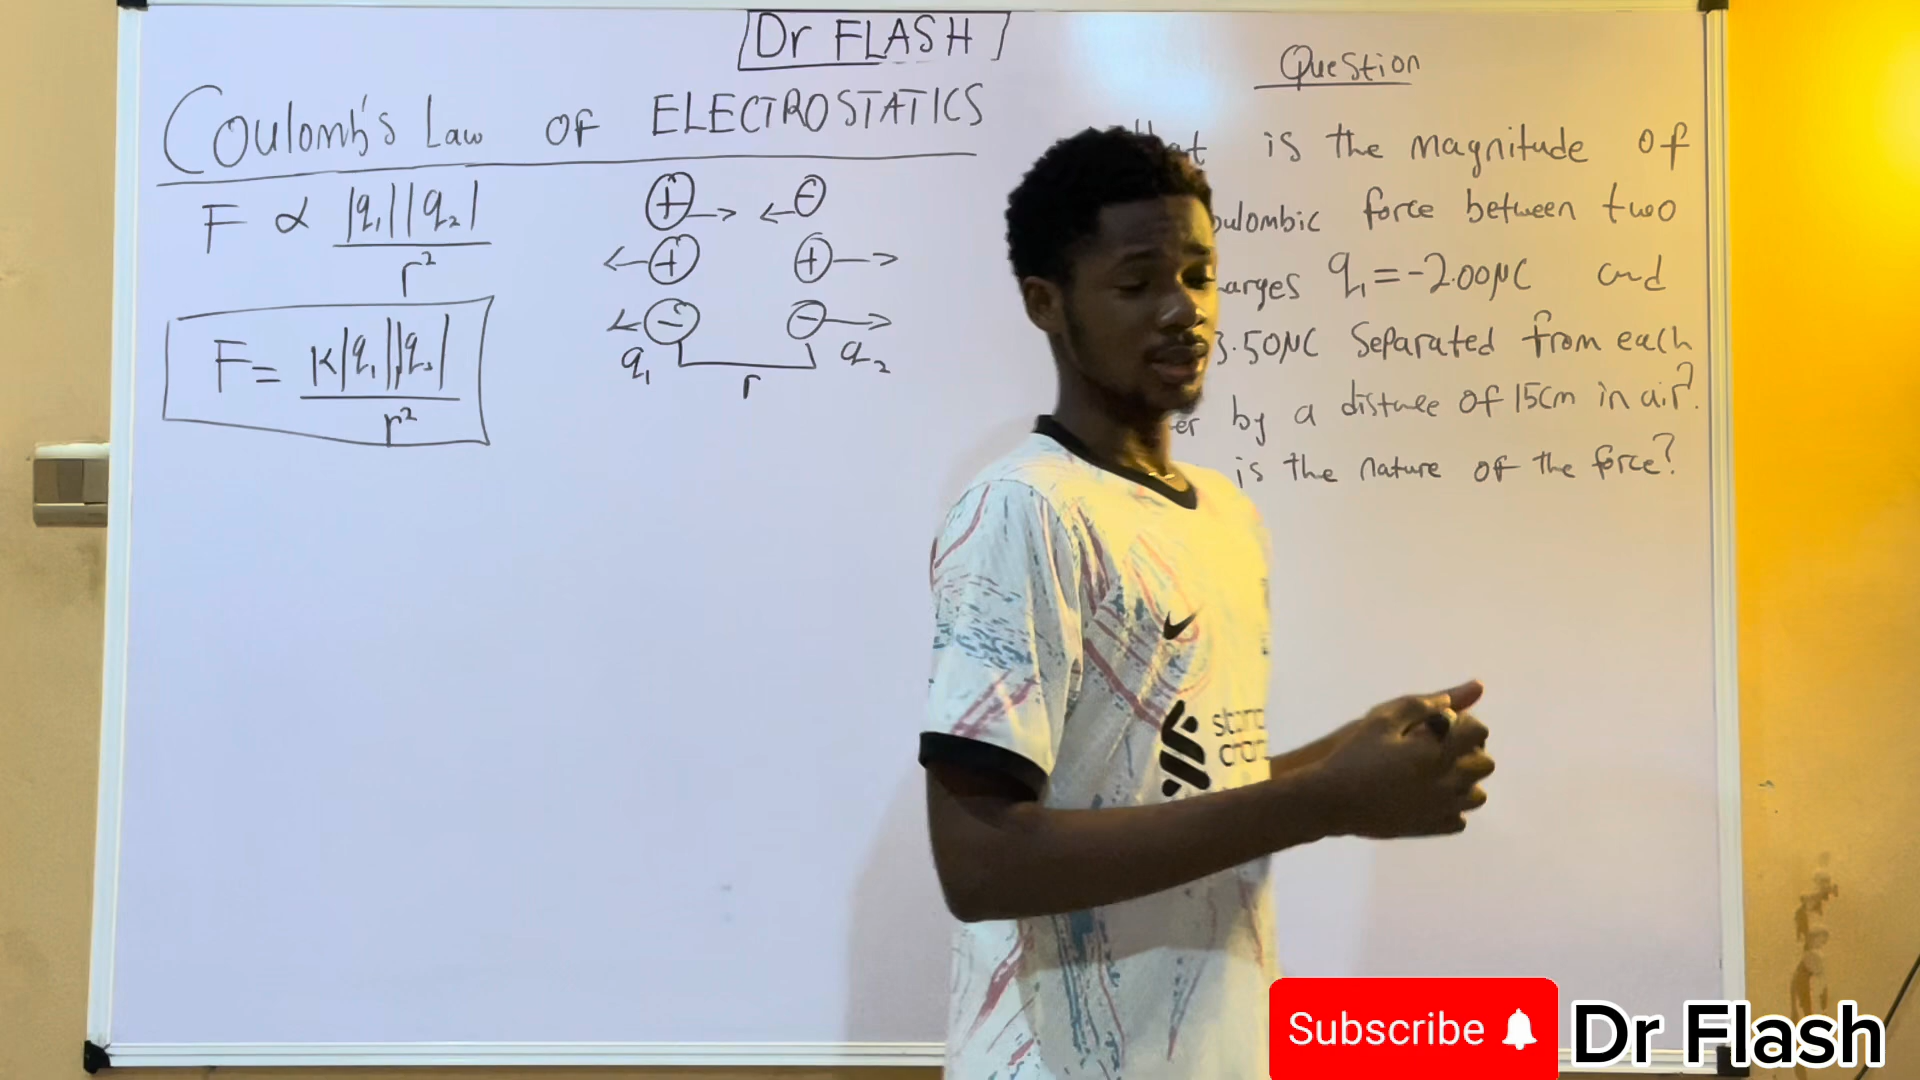 Dr FLASH
Coulomb's Law OF ELECTROSTATICS
F ∝ |q₁||q₂| / r²
F = K|q₁||q₂| / r²
+ → ← -
← + + →
← - - →
q₁ r q₂
Question
is the magnitude of
force between two
q₁ = -2.00μC and
3.50μC Separated from each
by a distance of 15cm in air?
is the nature of the force?
Subscribe Dr Flash